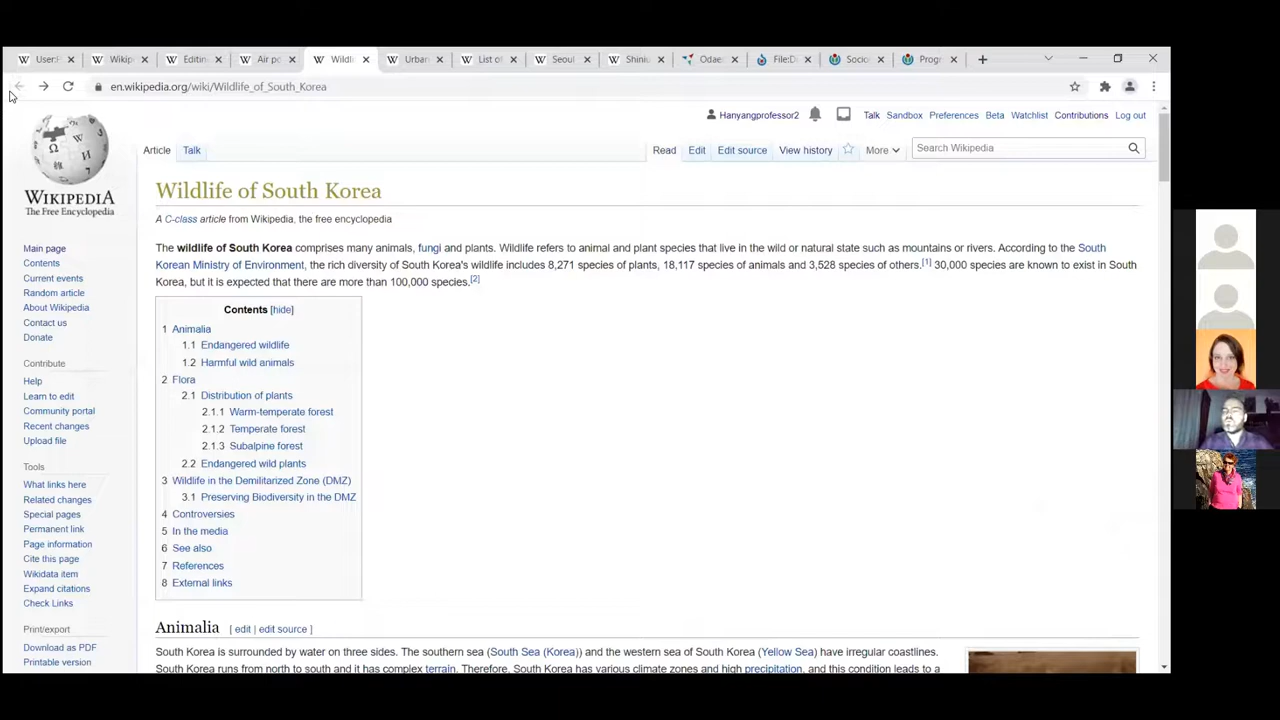 User:F
Wikip
Editin
Air po
Wildli
Urban
List of
Seoul
Shiniu
Odae
File:D
Socio
Prog
en.wikipedia.org/wiki/Wildlife_of_South_Korea
Hanyangprofessor2 Talk Sandbox Preferences Beta Watchlist Contributions Log out
Article Talk Read Edit Edit source View history More Search Wikipedia
WIKIPEDIA
The Free Encyclopedia
Main page
Contents
Current events
Random article
About Wikipedia
Contact us
Donate
Contribute
Help
Learn to edit
Community portal
Recent changes
Upload file
Tools
What links here
Related changes
Special pages
Permanent link
Page information
Cite this page
Wikidata item
Expand citations
Check Links
Print/export
Download as PDF
Printable version
Wildlife of South Korea
A C-class article from Wikipedia, the free encyclopedia
The wildlife of South Korea comprises many animals, fungi and plants. Wildlife refers to animal and plant species that live in the wild or natural state such as mountains or rivers. According to the South
Korean Ministry of Environment, the rich diversity of South Korea's wildlife includes 8,271 species of plants, 18,117 species of animals and 3,528 species of others.[1] 30,000 species are known to exist in South
Korea, but it is expected that there are more than 100,000 species.[2]
Contents [hide]
1 Animalia
1.1 Endangered wildlife
1.2 Harmful wild animals
2 Flora
2.1 Distribution of plants
2.1.1 Warm-temperate forest
2.1.2 Temperate forest
2.1.3 Subalpine forest
2.2 Endangered wild plants
3 Wildlife in the Demilitarized Zone (DMZ)
3.1 Preserving Biodiversity in the DMZ
4 Controversies
5 In the media
6 See also
7 References
8 External links
Animalia [ edit | edit source ]
South Korea is surrounded by water on three sides. The southern sea (South Sea (Korea)) and the western sea of South Korea (Yellow Sea) have irregular coastlines.
South Korea runs from north to south and it has complex terrain. Therefore, South Korea has various climate zones and high precipitation, and this condition leads to a